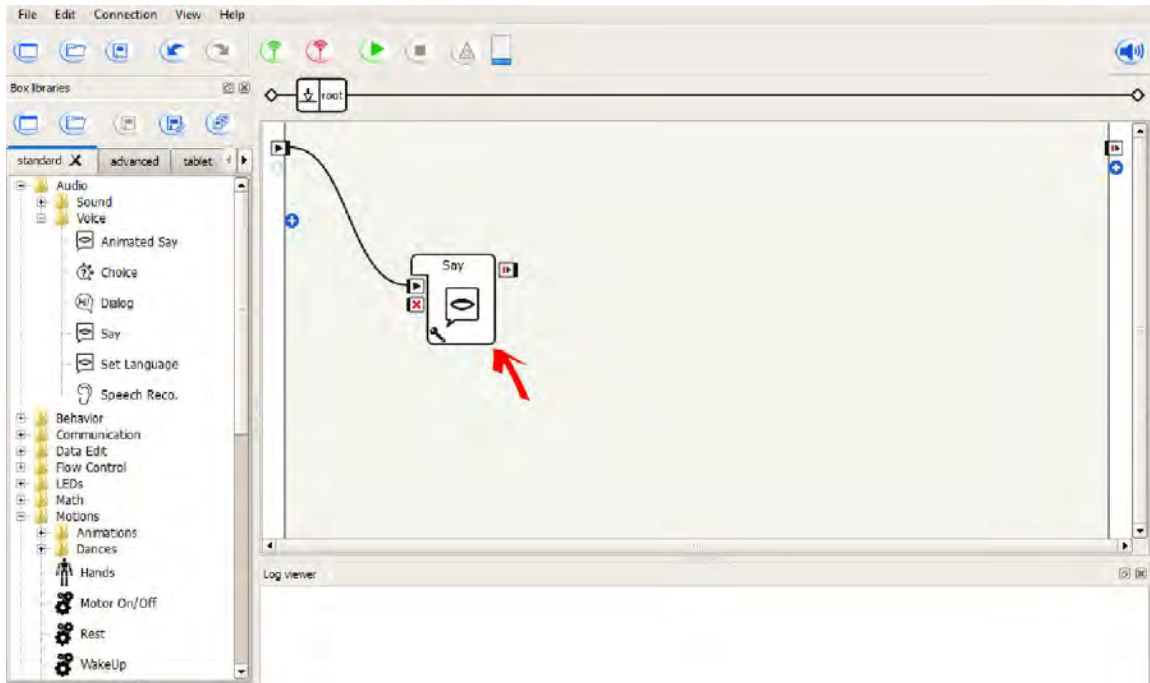 File Edit Connection View Help
Box libraries
root
standard advanced tablet
Audio
Sound
Voice
Animated Say
Choice
Dialog
Say
Set Language
Speech Reco.
Behavior
Communication
Data Edit
Flow Control
LEDs
Math
Motions
Animations
Dances
Hands
Motor On/Off
Rest
WakeUp
Say
Log viewer